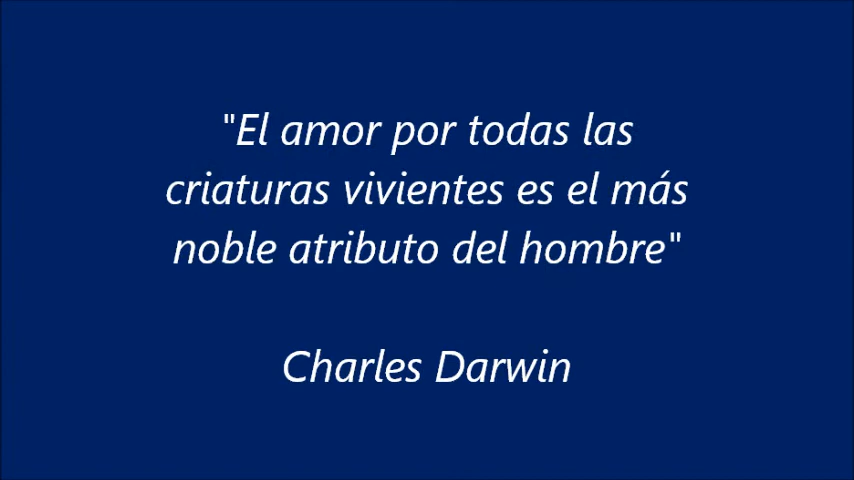 "El amor por todas las
criaturas vivientes es el más
noble atributo del hombre"
Charles Darwin